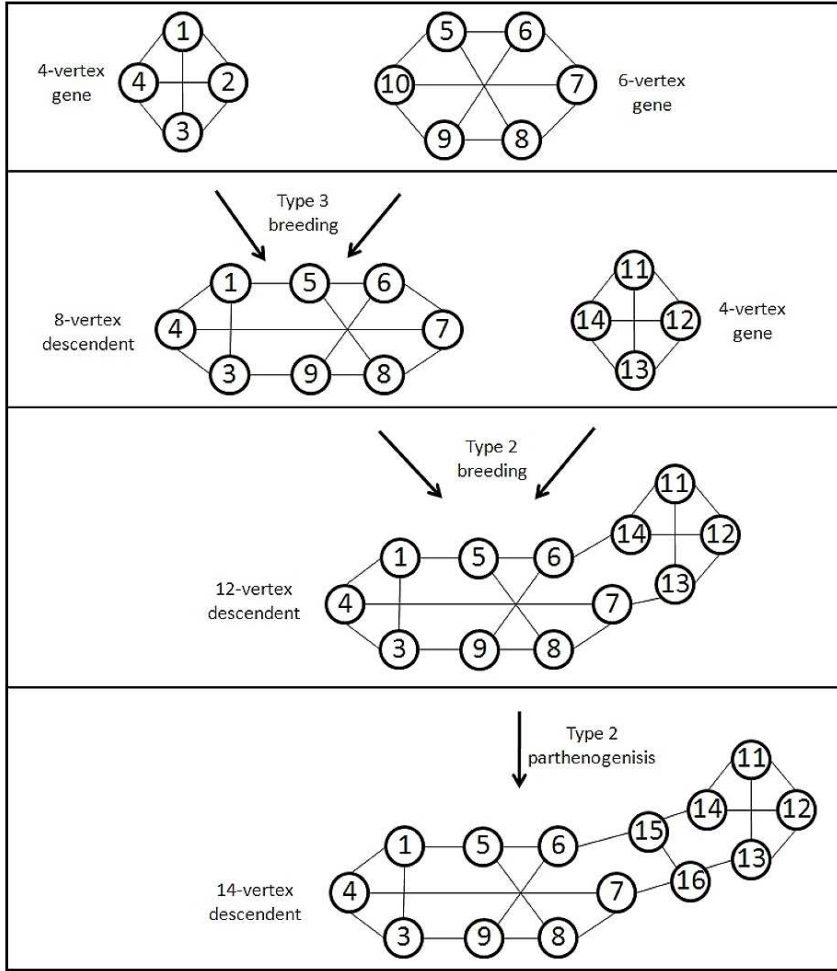 1
5
6
4-vertex
gene
4
2
10
7
6-vertex
gene
3
9
8
Type 3
breeding
1
5
6
11
8-vertex
descendent
4
7
14
12
4-vertex
gene
3
9
8
13
Type 2
breeding
11
1
5
6
14
12
12-vertex
descendent
4
7
13
3
9
8
Type 2
parthenogenisis
11
1
5
6
15
14
12
14-vertex
descendent
4
7
16
13
3
9
8